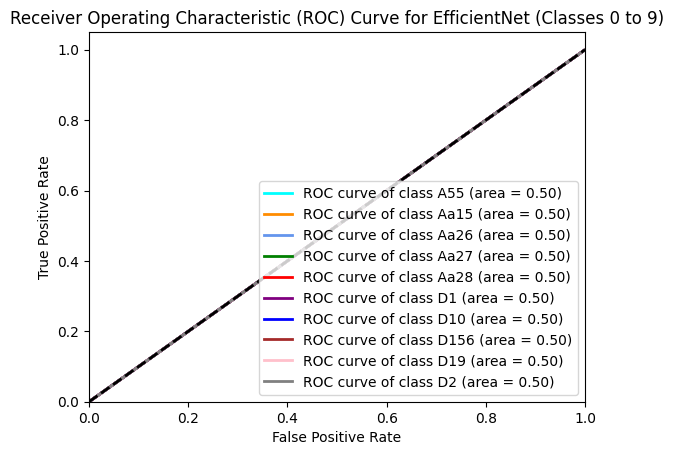 Receiver Operating Characteristic (ROC) Curve for EfficientNet (Classes 0 to 9)
1.0
0.8
0.6
0.4
0.2
0.0
True Positive Rate
ROC curve of class A55 (area = 0.50)
ROC curve of class Aa15 (area = 0.50)
ROC curve of class Aa26 (area = 0.50)
ROC curve of class Aa27 (area = 0.50)
ROC curve of class Aa28 (area = 0.50)
ROC curve of class D1 (area = 0.50)
ROC curve of class D10 (area = 0.50)
ROC curve of class D156 (area = 0.50)
ROC curve of class D19 (area = 0.50)
ROC curve of class D2 (area = 0.50)
0.0 0.2 0.4 0.6 0.8 1.0
False Positive Rate